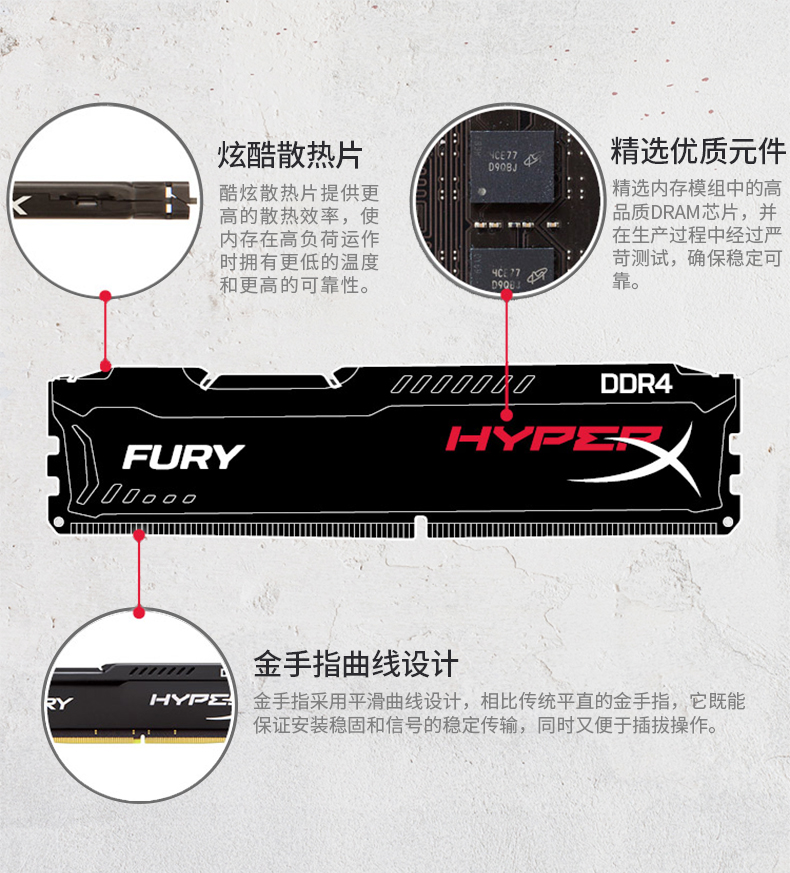 炫酷散热片
酷炫散热片提供更
高的散热效率，使
内存在高负荷运作
时拥有更低的温度
和更高的可靠性。
精选优质元件
精选内存模组中的高
品质DRAM芯片，并
在生产过程中经过严
苛测试，确保稳定可
靠。
4CE77
D9QBJ
4CE77
D9QBJ
DDR4
FURY
HYPERX
金手指曲线设计
金手指采用平滑曲线设计，相比传统平直的金手指，它既能
保证安装稳固和信号的稳定传输，同时又便于插拔操作。
RY
HYPE